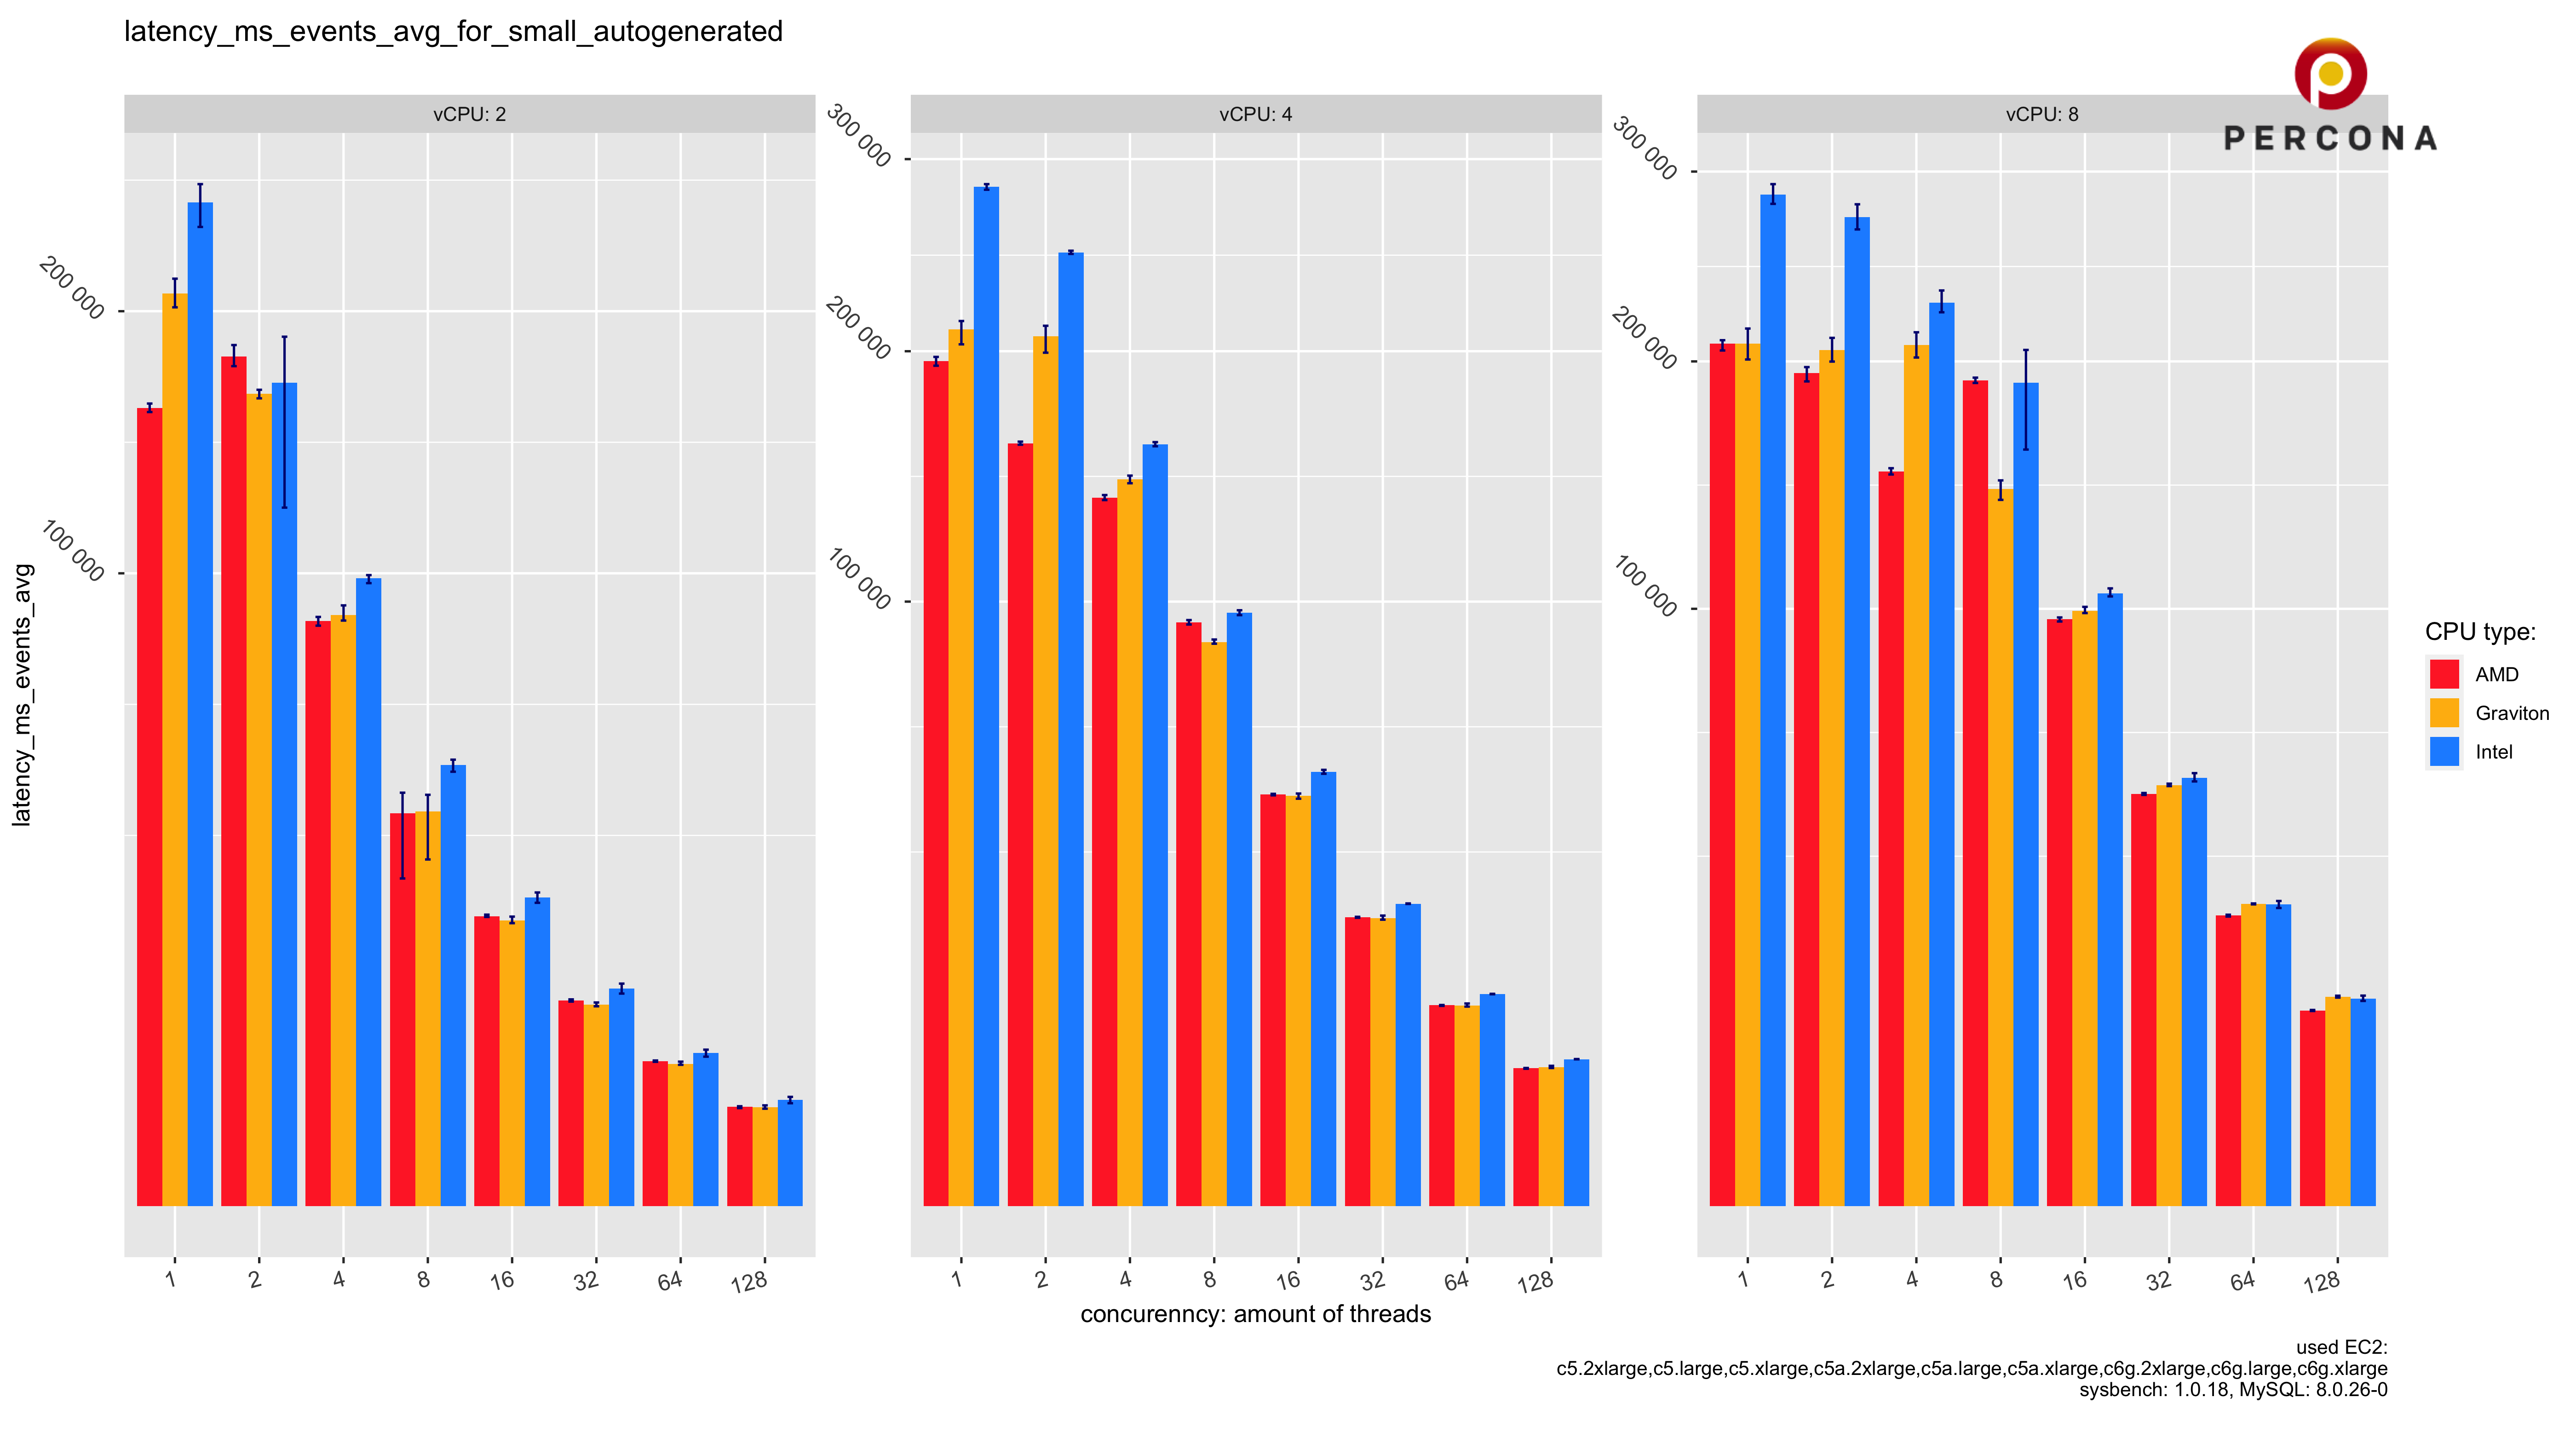 latency_ms_events_avg_for_small_autogenerated
PERCONA
vCPU: 2
vCPU: 4
vCPU: 8
latency_ms_events_avg
200 000
100 000
300 000
200 000
100 000
300 000
200 000
100 000
1 2 4 8 16 32 64 128
1 2 4 8 16 32 64 128
1 2 4 8 16 32 64 128
concurenncy: amount of threads
CPU type:
AMD
Graviton
Intel
used EC2:
c5.2xlarge,c5.large,c5.xlarge,c5a.2xlarge,c5a.large,c5a.xlarge,c6g.2xlarge,c6g.large,c6g.xlarge
sysbench: 1.0.18, MySQL: 8.0.26-0